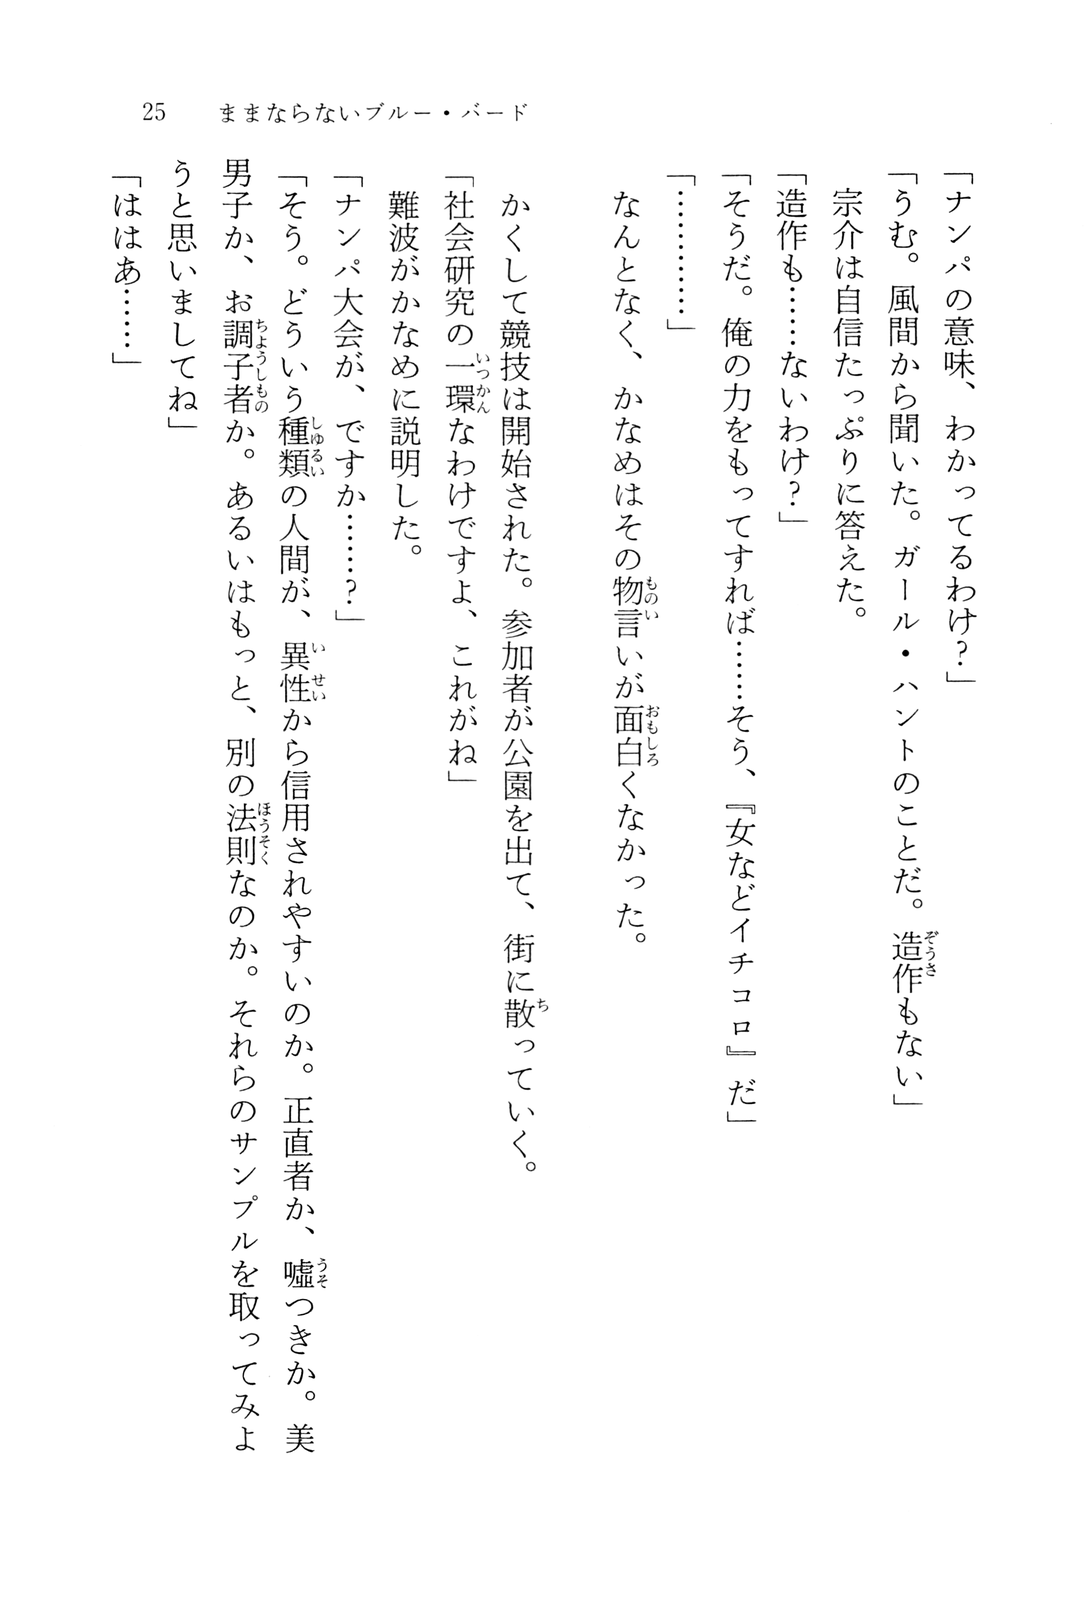 25　ままならないブルー・バード
「ナンパの意味、わかってるわけ？」
「うむ。風間から聞いた。ガール・ハントのことだ。造作もない」
宗介は自信たっぷりに答えた。
「造作も……ないわけ？」
「そうだ。俺の力をもってすれば……そう、『女などイチコロ』だ」
「…………」
なんとなく、かなめはその物言いが面白くなかった。
かくして競技は開始された。参加者が公園を出て、街に散っていく。
「社会研究の一環なわけですよ、これがね」
難波がかなめに説明した。
「ナンパ大会が、ですか……？」
「そう。どういう種類の人間が、異性から信用されやすいのか。正直者か、嘘つきか。美
男子か、お調子者か。あるいはもっと、別の法則なのか。それらのサンプルを取ってみよ
うと思いましてね」
「ははあ……」